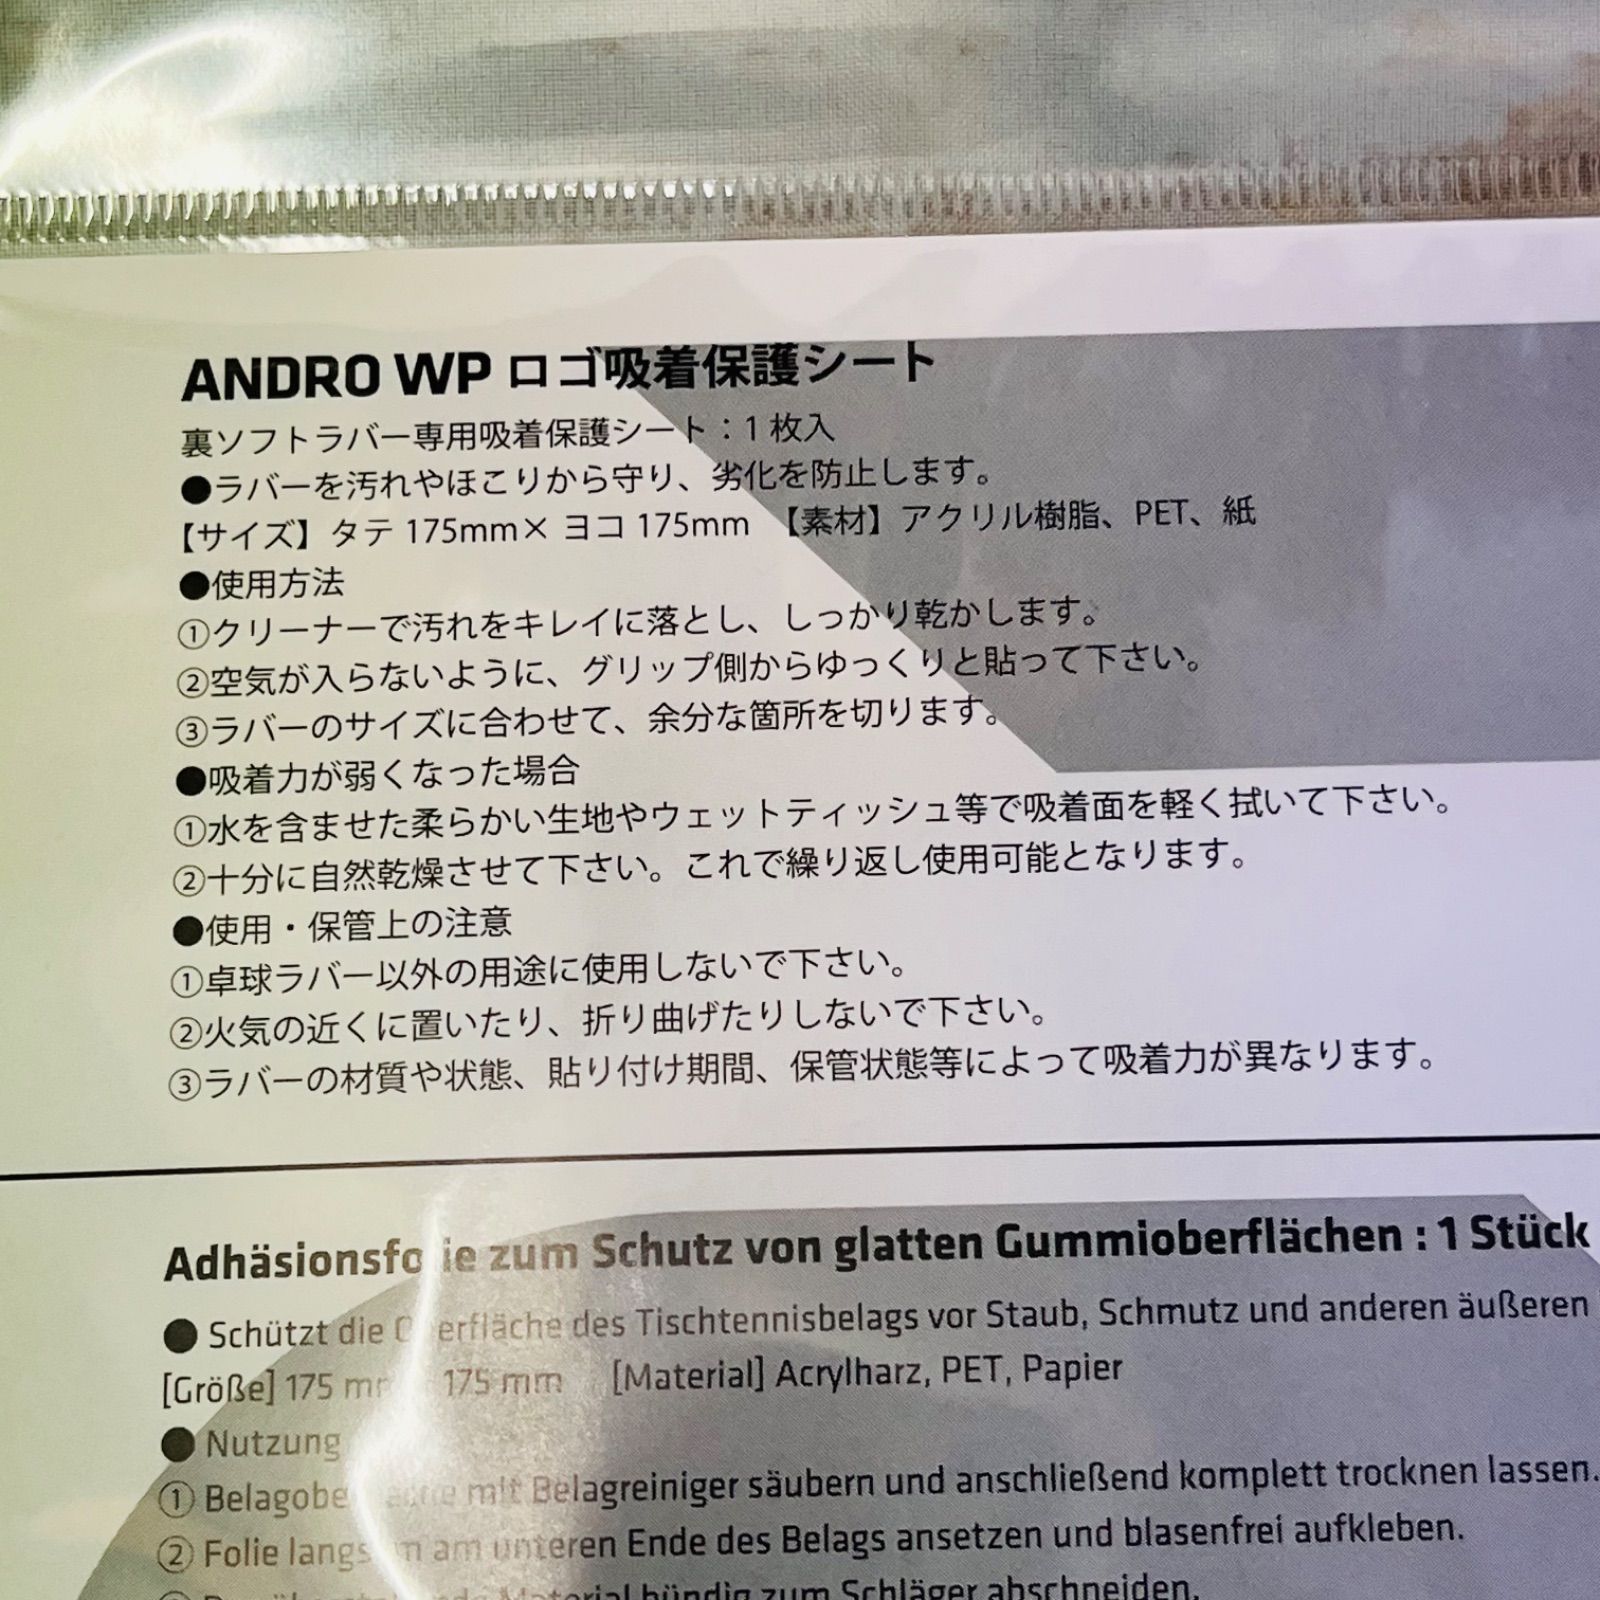 ANDRO WP ロゴ吸着保護シート
裏ソフトラバー専用吸着保護シート：1 枚入
●ラバーを汚れやほこりから守り、劣化を防止します。
【サイズ】タテ 175mm× ヨコ 175mm 【素材】アクリル樹脂、PET、紙
●使用方法
①クリーナーで汚れをキレイに落とし、しっかり乾かします。
②空気が入らないように、グリップ側からゆっくりと貼って下さい。
③ラバーのサイズに合わせて、余分な箇所を切ります。
●吸着力が弱くなった場合
①水を含ませた柔らかい生地やウェットティッシュ等で吸着面を軽く拭いて下さい。
②十分に自然乾燥させて下さい。これで繰り返し使用可能となります。
●使用・保管上の注意
①卓球ラバー以外の用途に使用しないで下さい。
②火気の近くに置いたり、折り曲げたりしないで下さい。
③ラバーの材質や状態、貼り付け期間、保管状態等によって吸着力が異なります。
Adhäsionsfolie zum Schutz von glatten Gummioberflächen : 1 Stück
● Schützt die Oberfläche des Tischtennisbelags vor Staub, Schmutz und anderen äußeren
[Größe] 175 mm 175 mm [Material] Acrylharz, PET, Papier
● Nutzung
① mit Belagreiniger säubern und anschließend komplett trocknen lassen.
② Folie langsam am unteren Ende des Belags ansetzen und blasenfrei aufkleben.
Material bündig zum Schläger abschneiden.